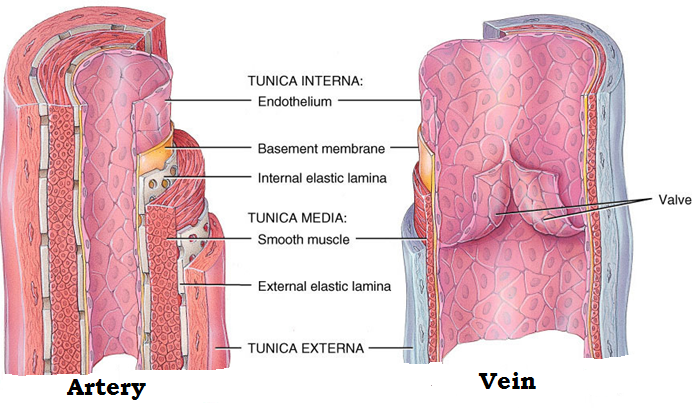 TUNICA INTERNA:
Endothelium
Basement membrane
Internal elastic lamina
Valve
TUNICA MEDIA:
Smooth muscle
External elastic lamina
TUNICA EXTERNA
Artery
Vein